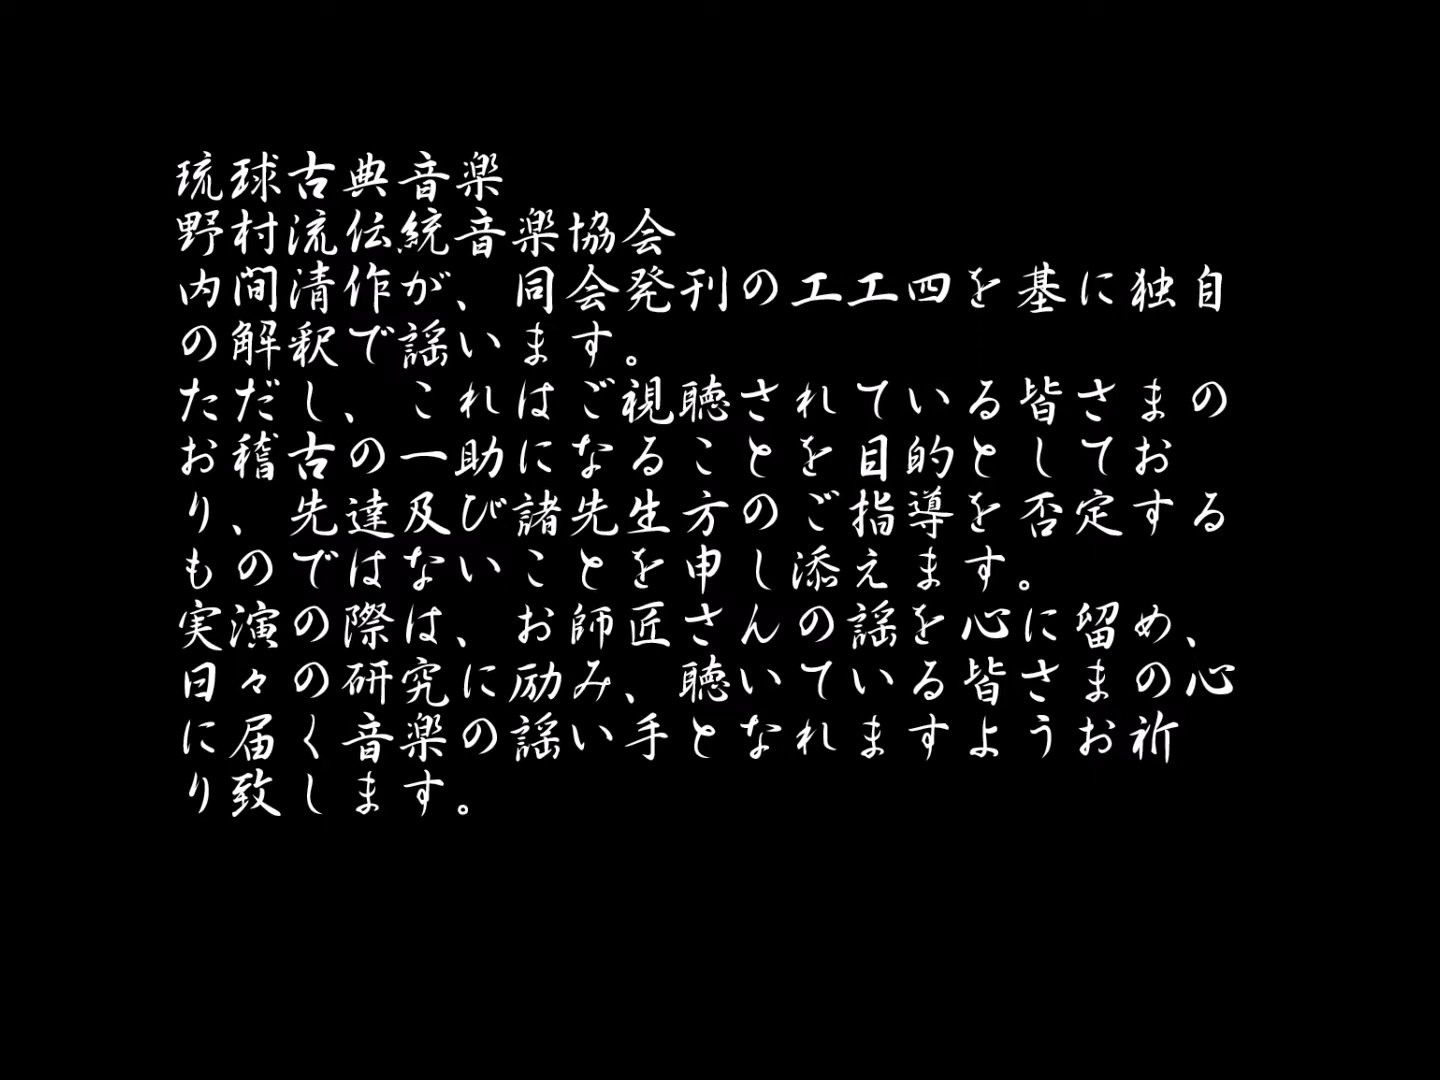 琉球古典音楽
野村流伝統音楽協会
内間清作が、同会発刊の工工四を基に独自
の解釈で謡います。
ただし、これはご視聴されている皆さまの
お稽古の一助になることを目的としてお
り、先達及び諸先生方のご指導を否定する
ものではないことを申し添えます。
実演の際は、お師匠さんの謡を心に留め、
日々の研究に励み、聴いている皆さまの心
に届く音楽の謡い手となれますようお祈
り致します。